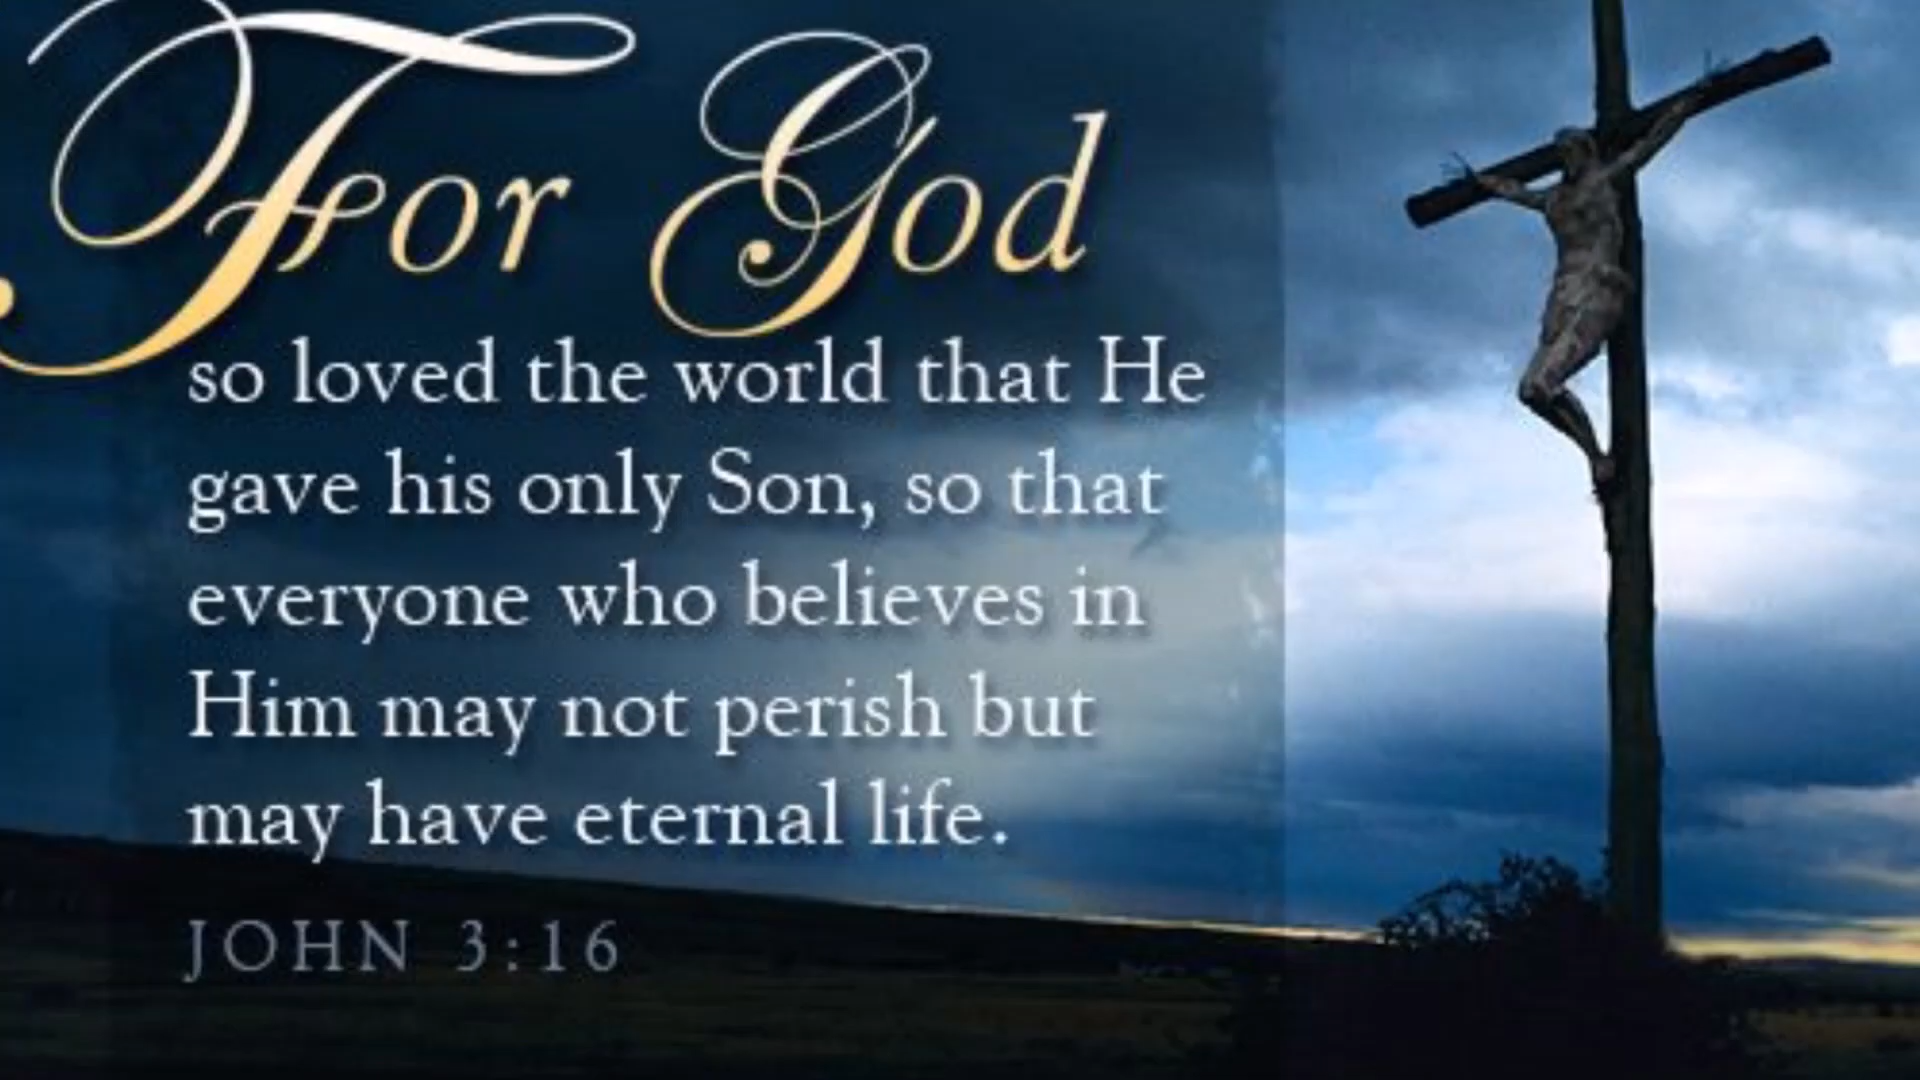 For God
so loved the world that He
gave his only Son, so that
everyone who believes in
Him may not perish but
may have eternal life.
JOHN 3:16